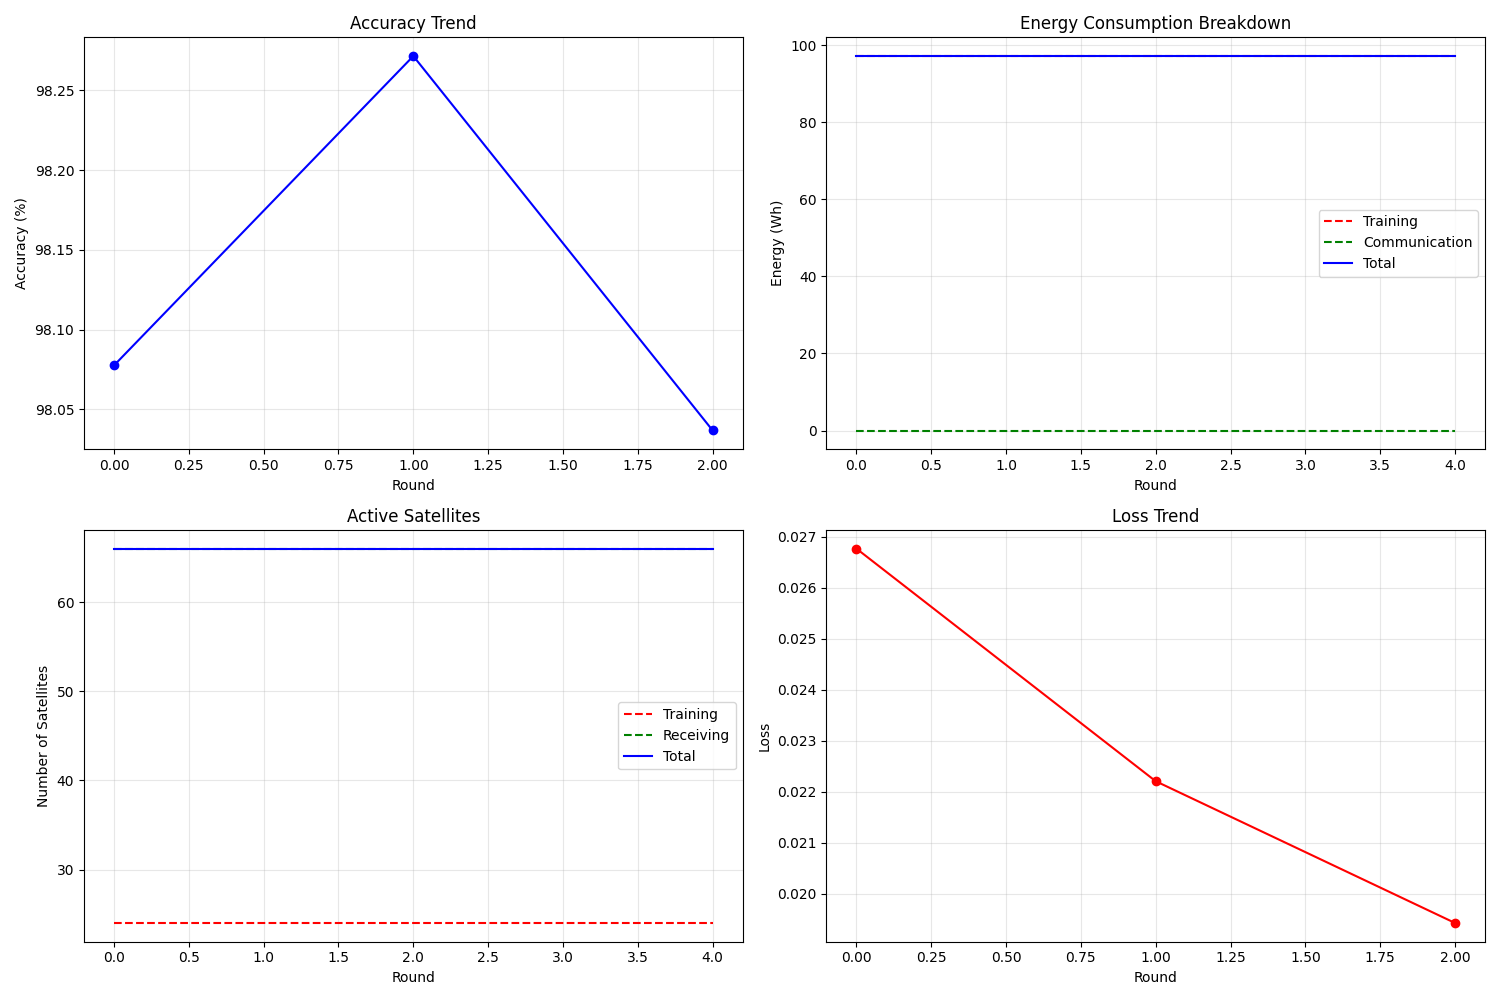 Accuracy Trend
Accuracy (%)
98.25
98.20
98.15
98.10
98.05
0.00 0.25 0.50 0.75 1.00 1.25 1.50 1.75 2.00
Round
Energy Consumption Breakdown
Energy (Wh)
100
80
60
40
20
0
Training
Communication
Total
0.0 0.5 1.0 1.5 2.0 2.5 3.0 3.5 4.0
Round
Active Satellites
Number of Satellites
60
50
40
30
Training
Receiving
Total
0.0 0.5 1.0 1.5 2.0 2.5 3.0 3.5 4.0
Round
Loss Trend
Loss
0.027
0.026
0.025
0.024
0.023
0.022
0.021
0.020
0.00 0.25 0.50 0.75 1.00 1.25 1.50 1.75 2.00
Round